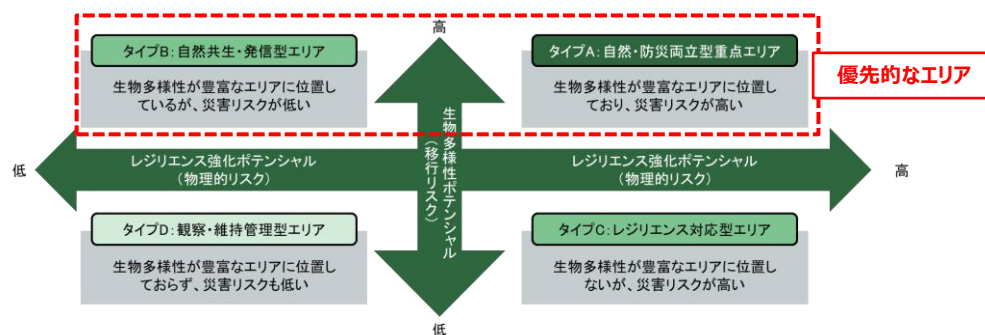 高
タイプB：自然共生・発信型エリア
生物多様性が豊富なエリアに位置し
ているが、災害リスクが低い
タイプA：自然・防災両立型重点エリア
生物多様性が豊富なエリアに位置し
ており、災害リスクが高い
優先的なエリア
生物多様性ポテンシャル
（移行リスク）
低
レジリエンス強化ポテンシャル
（物理的リスク）
レジリエンス強化ポテンシャル
（物理的リスク）
高
タイプD：観察・維持管理型エリア
生物多様性が豊富なエリアに位置し
ておらず、災害リスクも低い
タイプC：レジリエンス対応型エリア
生物多様性が豊富なエリアに位置し
ないが、災害リスクが高い
低